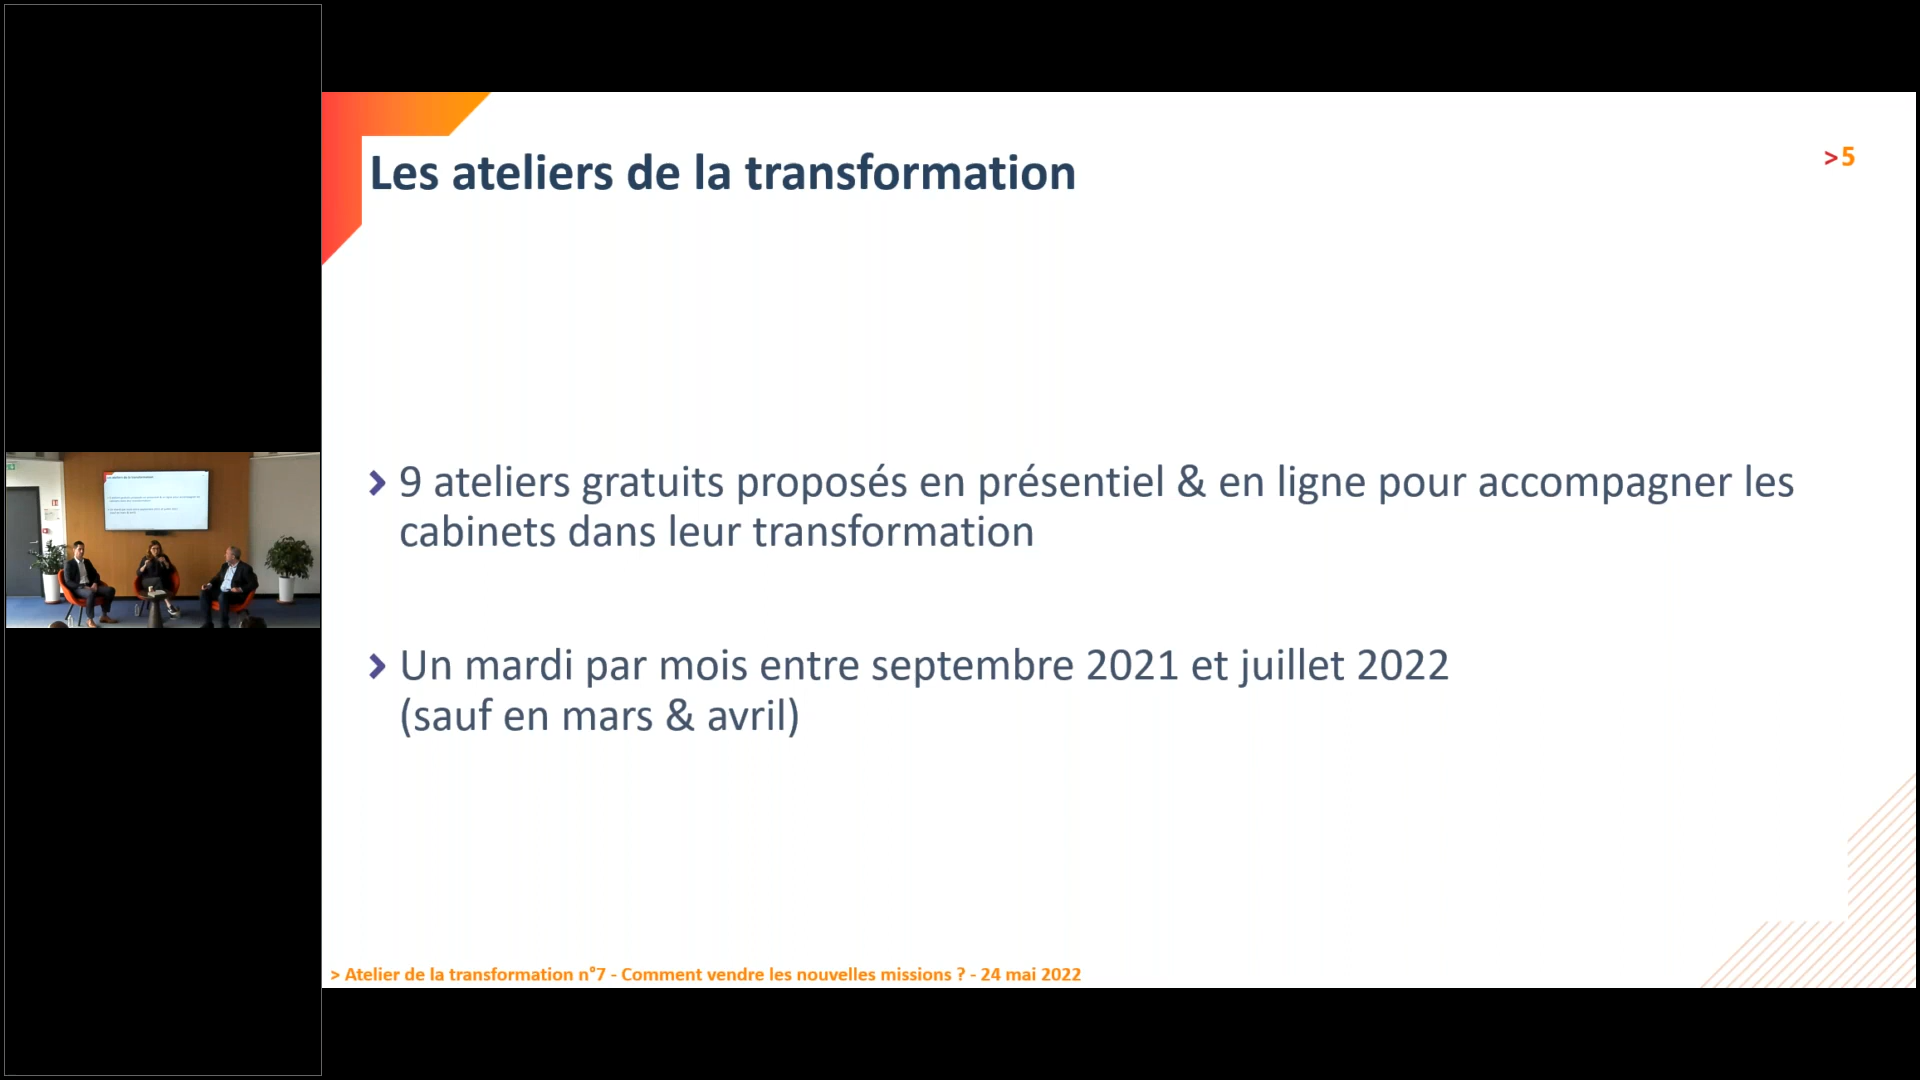 Les ateliers de la transformation
>5
9 ateliers gratuits proposés en présentiel & en ligne pour accompagner les
cabinets dans leur transformation
Un mardi par mois entre septembre 2021 et juillet 2022
(sauf en mars & avril)
> Atelier de la transformation n°7 - Comment vendre les nouvelles missions ? - 24 mai 2022